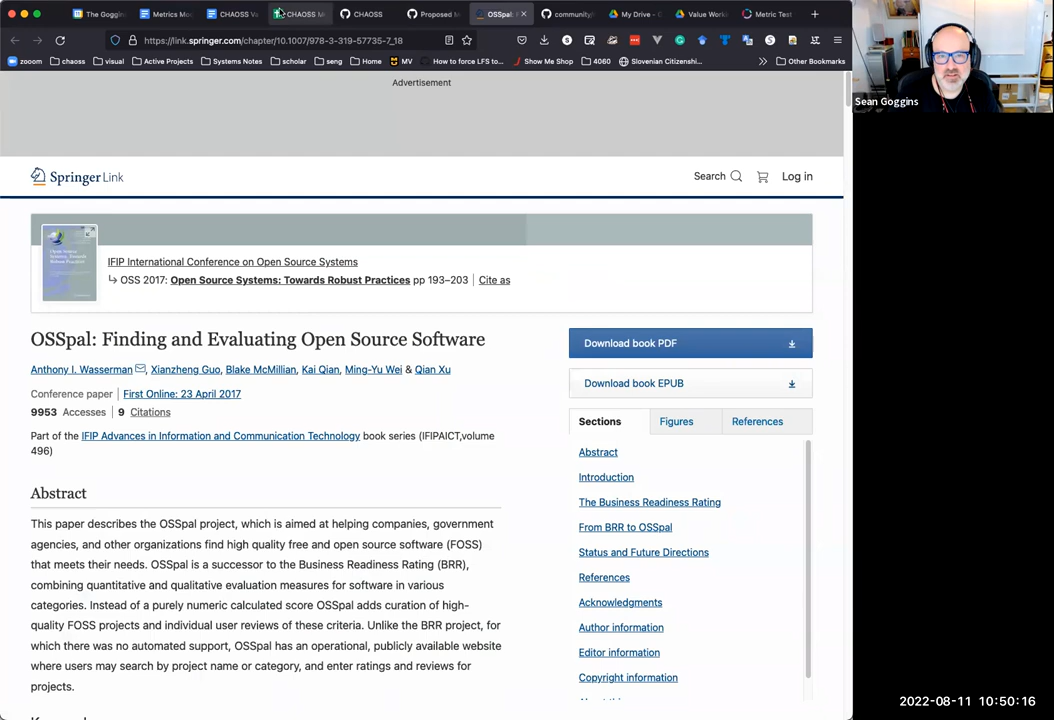 The Goggin
Metrics Mo
CHAOSS V
CHAOSS M
CHAOSS
Proposed M
OSSpal: F
community
My Drive - G
Value Work
Metric Test
https://link.springer.com/chapter/10.1007/978-3-319-57735-7_18
zooom
chaoss
visual
Active Projects
Systems Notes
scholar
seng
Home
MV
How to force LFS to...
Show Me Shop
4060
Slovenian Citizenshi...
Other Bookmarks
Sean Goggins
Advertisement
Springer Link
Search
Log in
IFIP International Conference on Open Source Systems
OSS 2017: Open Source Systems: Towards Robust Practices pp 193–203 | Cite as
OSSpal: Finding and Evaluating Open Source Software
Anthony I. Wasserman, Xianzheng Guo, Blake McMillian, Kai Qian, Ming-Yu Wei & Qian Xu
Conference paper | First Online: 23 April 2017
9953 Accesses | 9 Citations
Part of the IFIP Advances in Information and Communication Technology book series (IFIPAICT,volume
496)
Abstract
This paper describes the OSSpal project, which is aimed at helping companies, government
agencies, and other organizations find high quality free and open source software (FOSS)
that meets their needs. OSSpal is a successor to the Business Readiness Rating (BRR),
combining quantitative and qualitative evaluation measures for software in various
categories. Instead of a purely numeric calculated score OSSpal adds curation of high-
quality FOSS projects and individual user reviews of these criteria. Unlike the BRR project, for
which there was no automated support, OSSpal has an operational, publicly available website
where users may search by project name or category, and enter ratings and reviews for
projects.
Download book PDF
Download book EPUB
Sections
Figures
References
Abstract
Introduction
The Business Readiness Rating
From BRR to OSSpal
Status and Future Directions
References
Acknowledgments
Author information
Editor information
Copyright information
2022-08-11 10:50:16